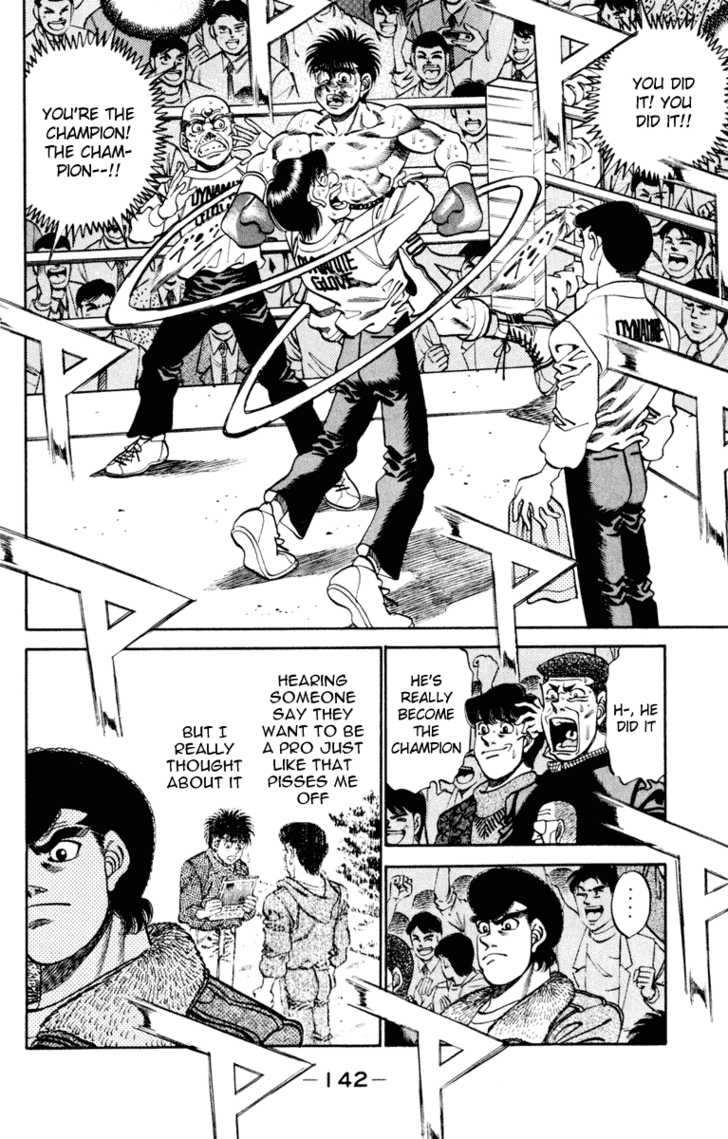 YOU DID
IT! YOU
DID IT!!
YOU'RE THE
CHAMPION!
THE CHAM-
PION--!!
DYNAMITE
GLOVE
DYNAMITE
H-, HE
DID IT
HE'S
REALLY
BECOME
THE
CHAMPION
....
HEARING
SOMEONE
SAY THEY
WANT TO BE
A PRO JUST
LIKE THAT
PISSES ME
OFF
BUT I
REALLY
THOUGHT
ABOUT IT
-142-